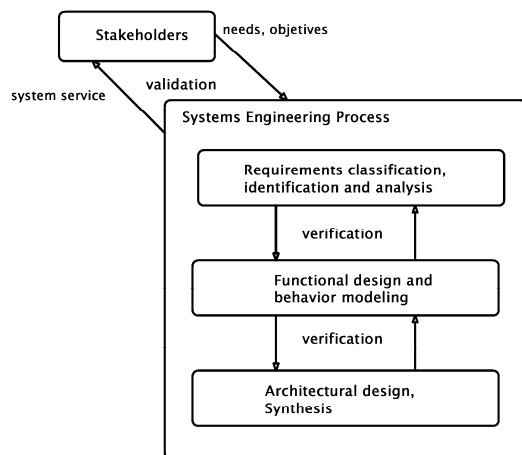 Stakeholders
needs, objetives
validation
system service
Systems Engineering Process
Requirements classification,
identification and analysis
verification
Functional design and
behavior modeling
verification
Architectural design,
Synthesis